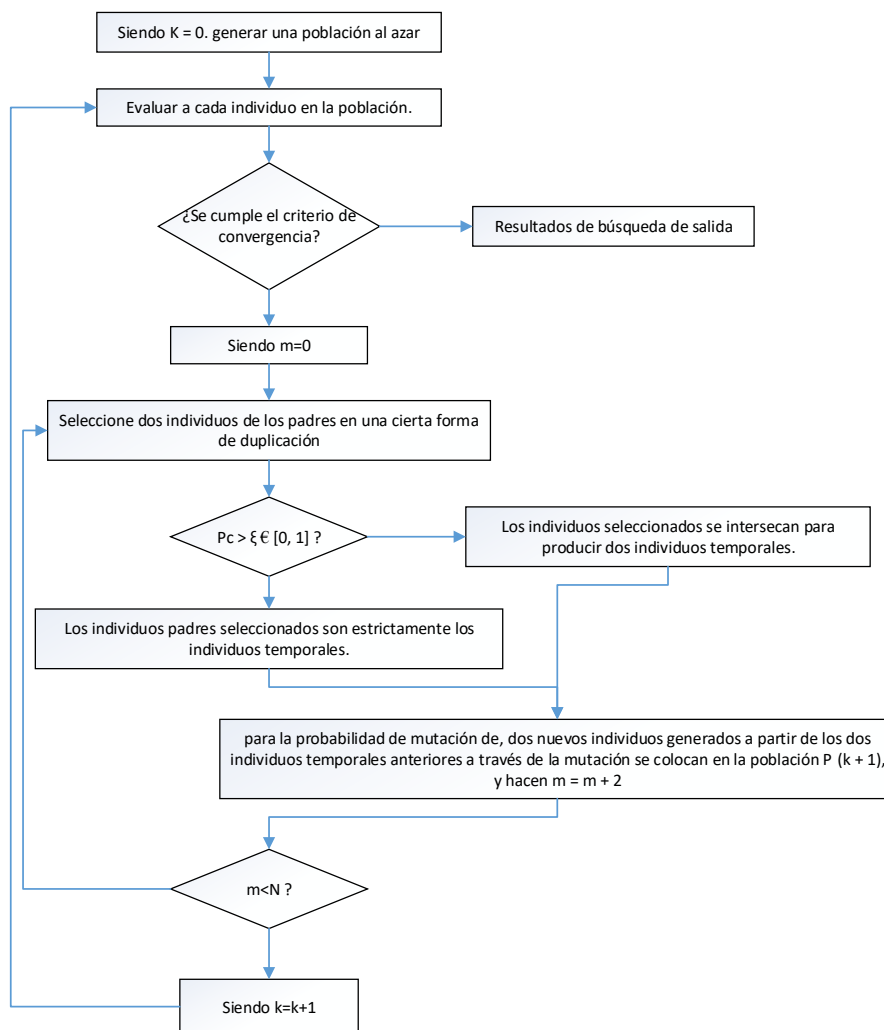 Siendo K = 0. generar una población al azar
Evaluar a cada individuo en la población.
¿Se cumple el criterio de
convergencia?
Resultados de búsqueda de salida
Siendo m=0
Seleccione dos individuos de los padres en una cierta forma
de duplicación
Pc > ξ € [0, 1] ?
Los individuos seleccionados se intersecan para
producir dos individuos temporales.
Los individuos padres seleccionados son estrictamente los
individuos temporales.
para la probabilidad de mutación de, dos nuevos individuos generados a partir de los dos
individuos temporales anteriores a través de la mutación se colocan en la población P (k + 1),
y hacen m = m + 2
m<N ?
Siendo k=k+1